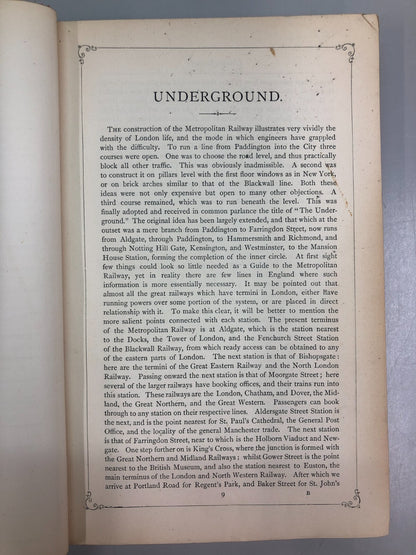 UNDERGROUND.
THE construction of the Metropolitan Railway illustrates very vividly the
density of London life, and the mode in which engineers have grappled
with the difficulty. To run a line from Paddington into the City three
courses were open. One was to choose the road level, and thus practically
block all other traffic. This was obviously inadmissible. A second was
to construct it on pillars level with the first floor windows as in New York,
or on brick arches similar to that of the Blackwall line. Both these
ideas were not only expensive but open to many other objections. A
third course remained, which was to run beneath the level. This was
finally adopted and received in common parlance the title of "The Under-
ground." The original idea has been largely extended, and that which at the
outset was a mere branch from Paddington to Farringdon Street, now runs
from Aldgate, through Paddington, to Hammersmith and Richmond, and
through Notting Hill Gate, Kensington, and Westminster, to the Mansion
House Station, forming the completion of the inner circle. At first sight
few things could look so little needed as a Guide to the Metropolitan
Railway, yet in reality there are few lines in England where such
information is more essentially necessary. It may be pointed out that
almost all the great railways which have termini in London, either have
running powers over some portion of the system, or are placed in direct
relationship with it. To make this clear, it will be better to mention the
more salient points connected with each station. The present terminus
of the Metropolitan Railway is at Aldgate, which is the station nearest
to the Docks, the Tower of London, and the Fenchurch Street Station
of the Blackwall Railway, from which ready access can be obtained to any
of the eastern parts of London. The next station is that of Bishopsgate:
here are the termini of the Great Eastern Railway and the North London
Railway. Passing onward the next station is that of Moorgate Street; here
several of the larger railways have booking offices, and their trains run into
this station. These railways are the London, Chatham, and Dover, the Mid-
land, the Great Northern, and the Great Western. Passengers can book
through to any station on their respective lines. Aldersgate Street Station is
the next, and is the point nearest for St. Paul's Cathedral, the General Post
Office, and the locality of the general Manchester trade. The next station
is that of Farringdon Street, near to which is the Holborn Viaduct and New-
gate. One step further on is King's Cross, where the junction is formed with
the Great Northern and Midland Railways; whilst Gower Street is the point
nearest to the British Museum, and also the station nearest to Euston, the
main terminus of the London and North Western Railway. After which we
arrive at Portland Road for Regent's Park, and Baker Street for St. John's
9 B